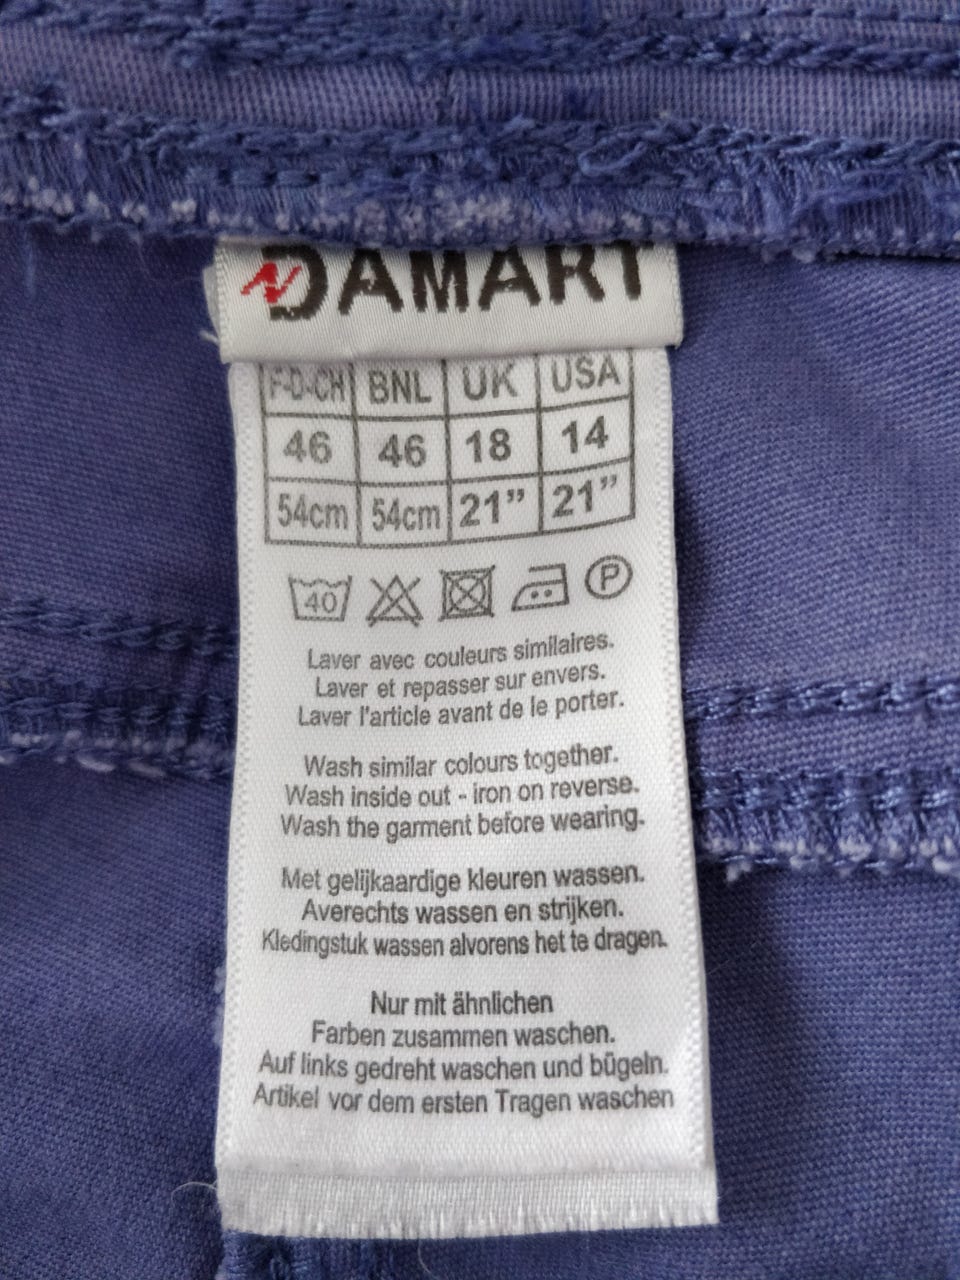 DAMART
F-D-CH BNL UK USA
46 46 18 14
54cm 54cm 21” 21”
40 P
Laver avec couleurs similaires.
Laver et repasser sur envers.
Laver l'article avant de le porter.
Wash similar colours together.
Wash inside out - iron on reverse.
Wash the garment before wearing.
Met gelijkaardige kleuren wassen.
Averechts wassen en strijken.
Kledingstuk wassen alvorens het te dragen.
Nur mit ähnlichen
Farben zusammen waschen.
Auf links gedreht waschen und bügeln.
Artikel vor dem ersten Tragen waschen